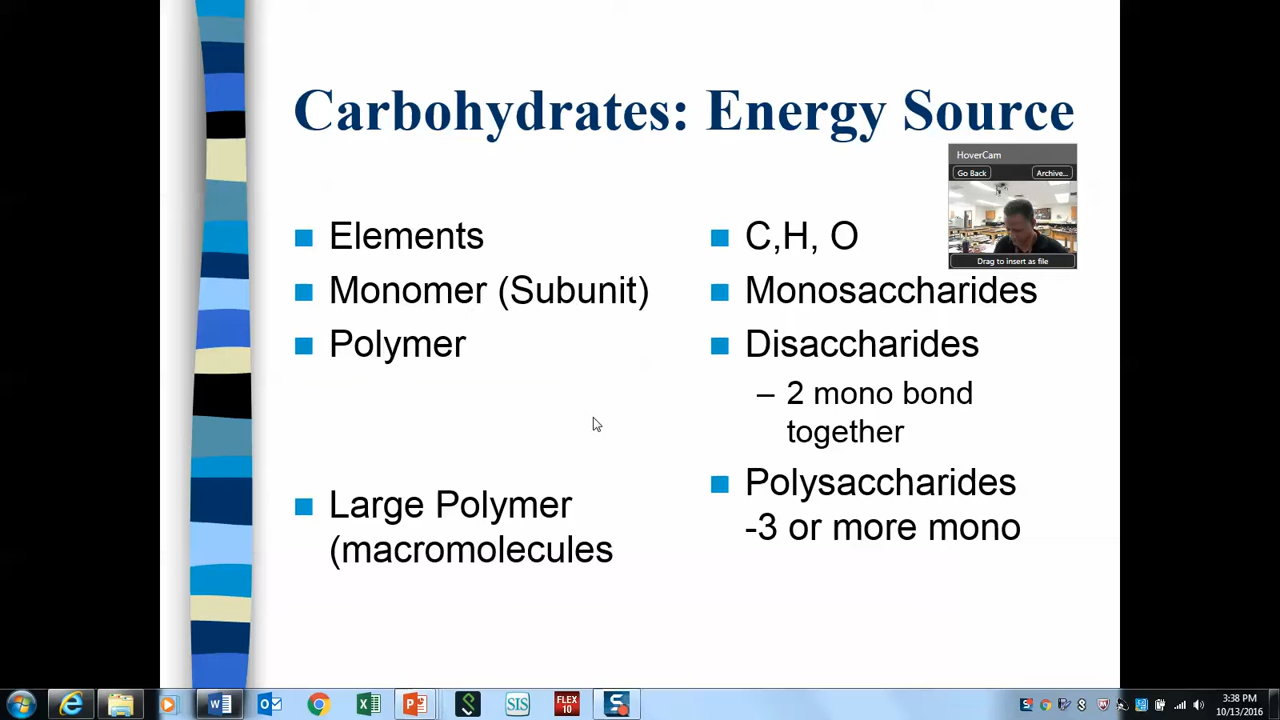 Carbohydrates: Energy Source
HoverCam
Go Back Archive...
Drag to insert as file
Elements
Monomer (Subunit)
Polymer
Large Polymer
(macromolecules
C,H, O
Monosaccharides
Disaccharides
– 2 mono bond
together
Polysaccharides
-3 or more mono
SIS
FLEX
10
3:38 PM
10/13/2016